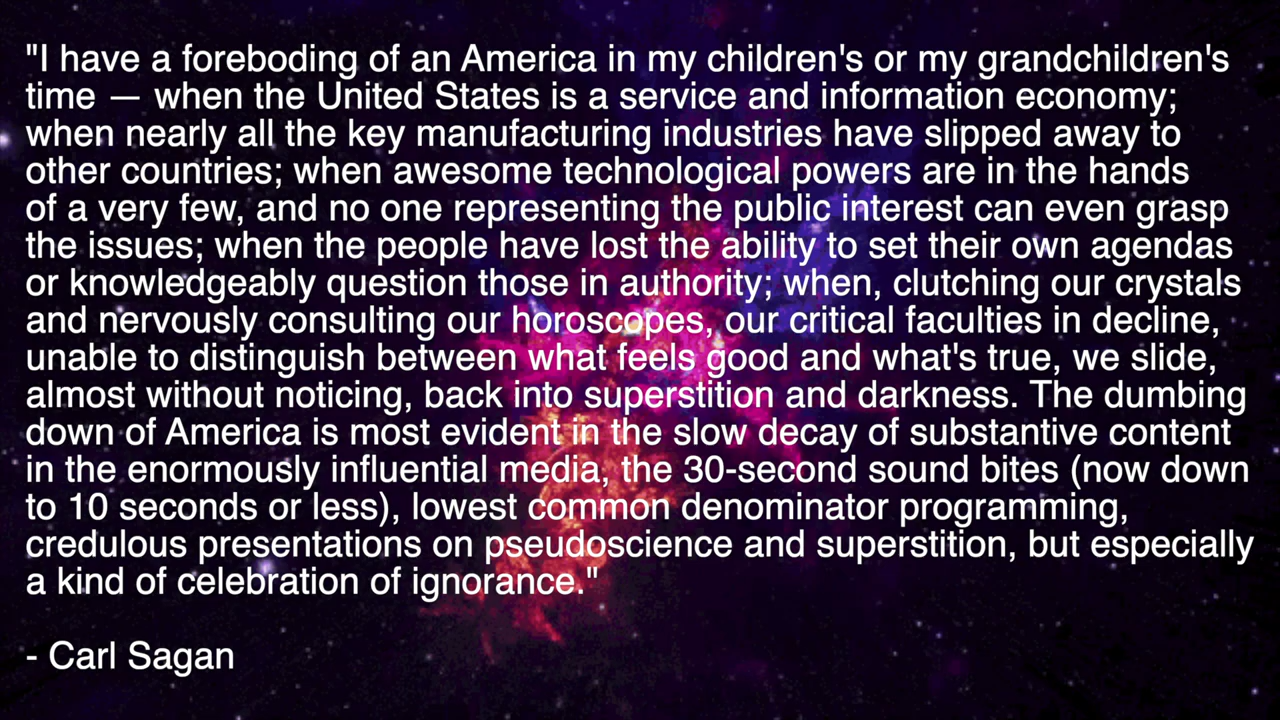 "I have a foreboding of an America in my children's or my grandchildren's
time — when the United States is a service and information economy;
when nearly all the key manufacturing industries have slipped away to
other countries; when awesome technological powers are in the hands
of a very few, and no one representing the public interest can even grasp
the issues; when the people have lost the ability to set their own agendas
or knowledgeably question those in authority; when, clutching our crystals
and nervously consulting our horoscopes, our critical faculties in decline,
unable to distinguish between what feels good and what's true, we slide,
almost without noticing, back into superstition and darkness. The dumbing
down of America is most evident in the slow decay of substantive content
in the enormously influential media, the 30-second sound bites (now down
to 10 seconds or less), lowest common denominator programming,
credulous presentations on pseudoscience and superstition, but especially
a kind of celebration of ignorance."
- Carl Sagan